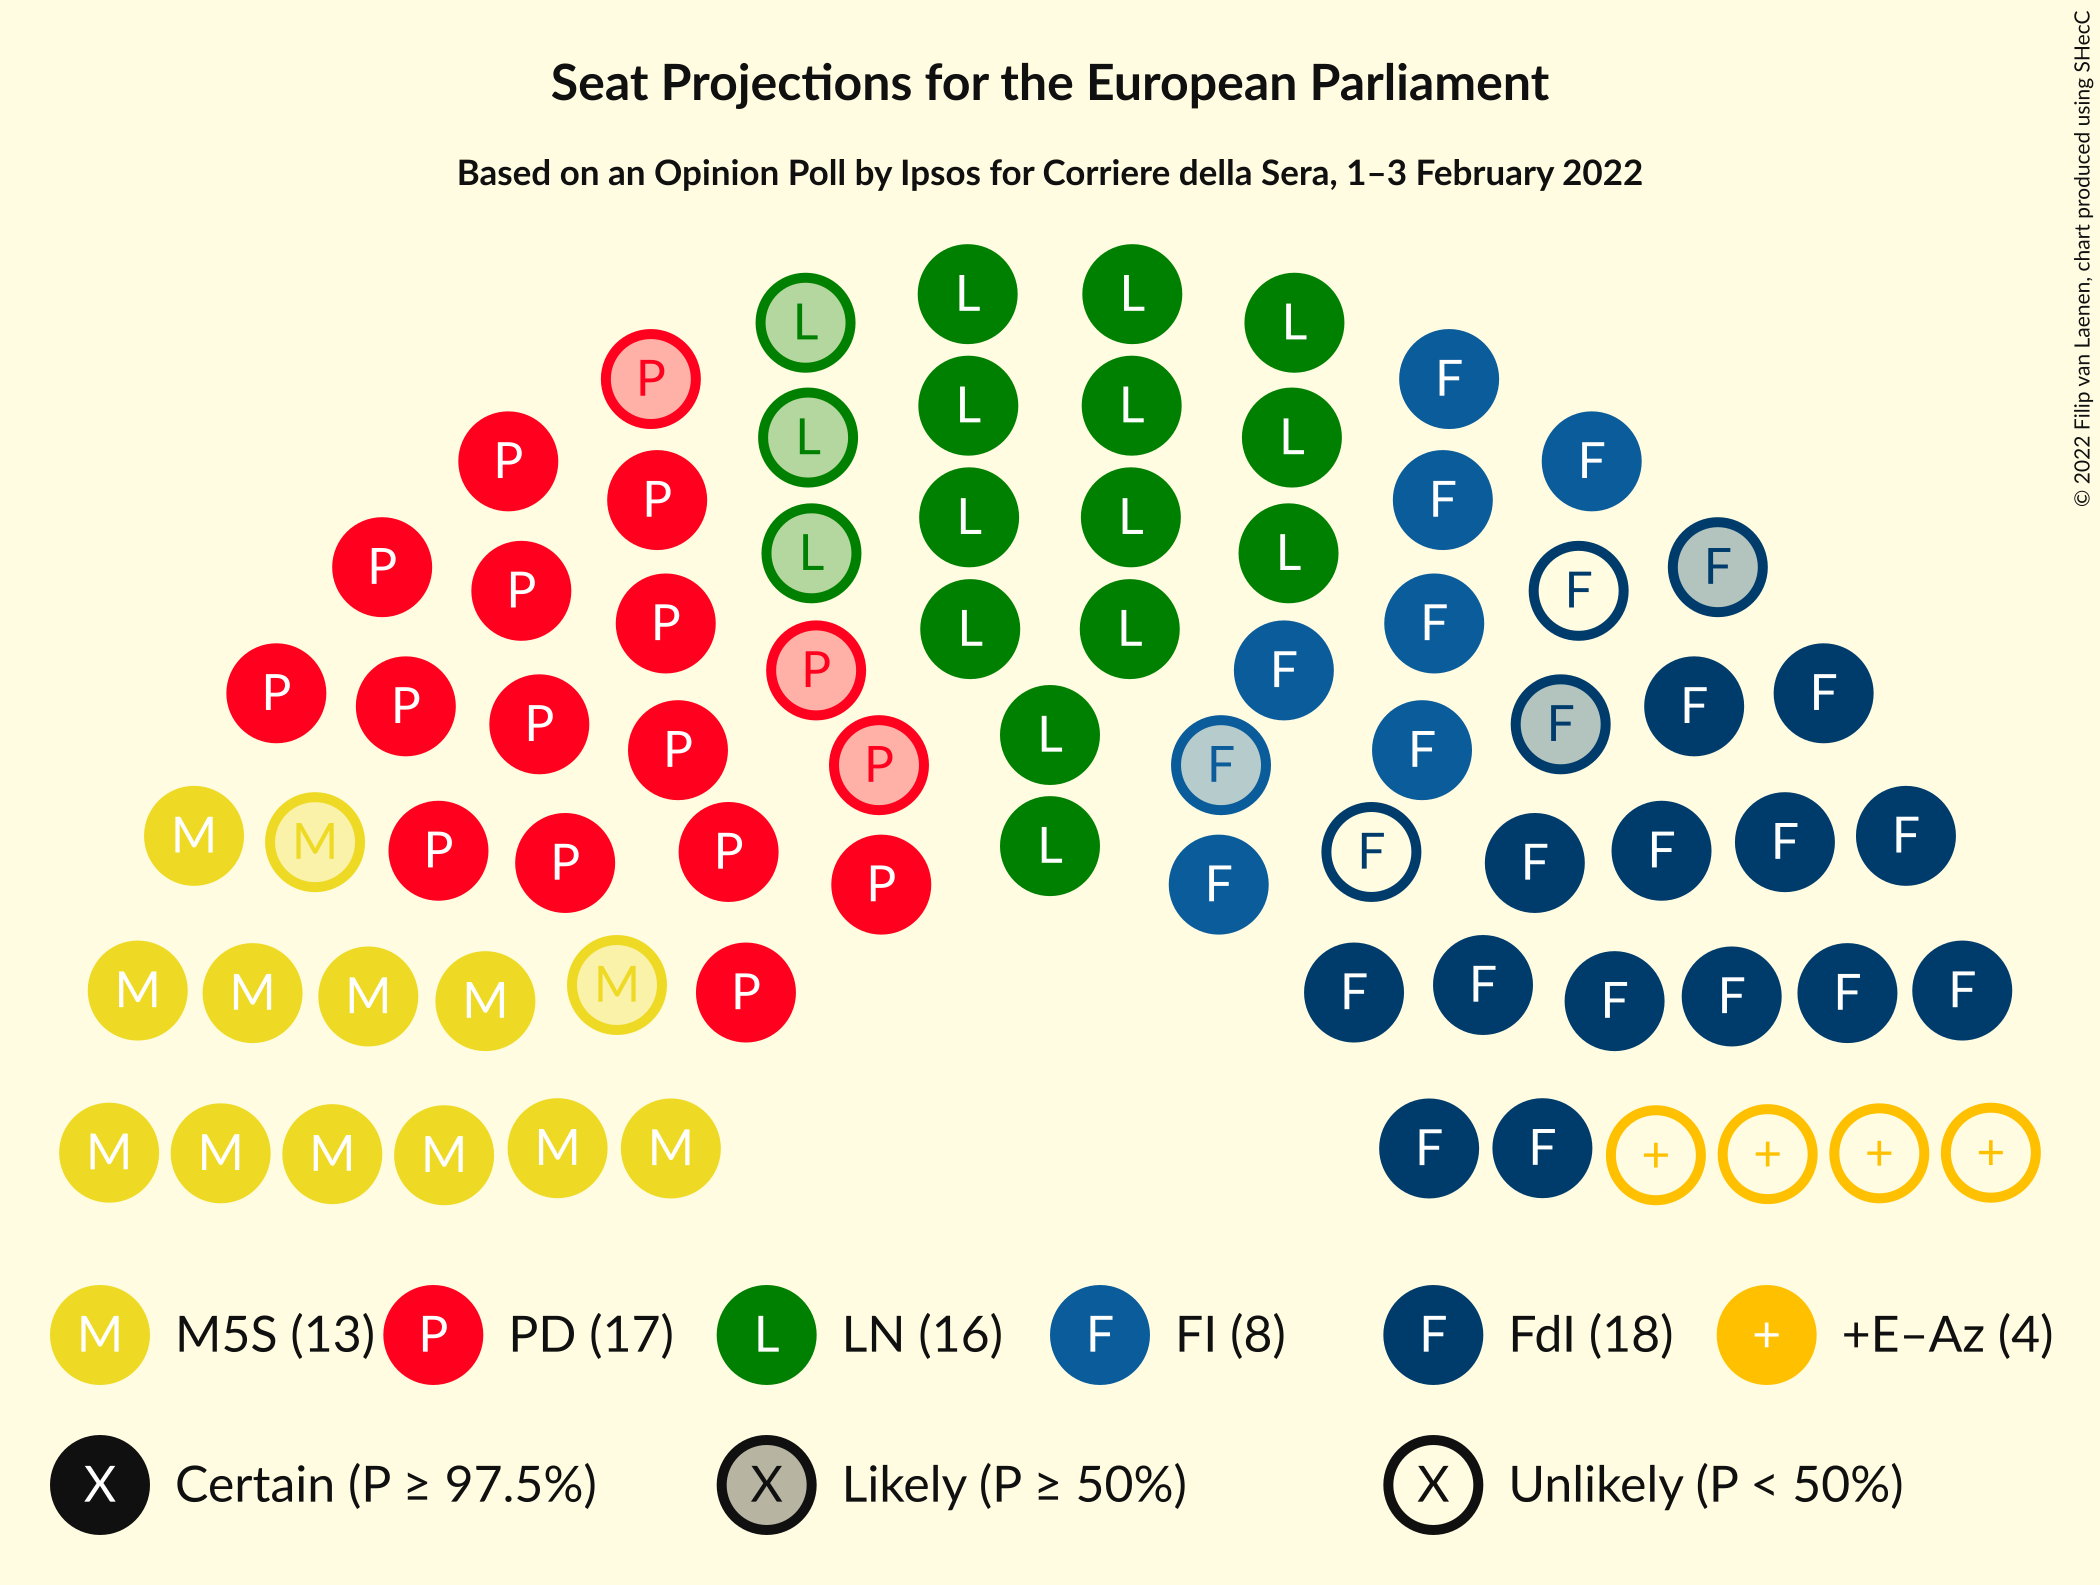 Seat Projections for the European Parliament
Based on an Opinion Poll by Ipsos for Corriere della Sera, 1–3 February 2022
© 2022 Filip van Laenen, chart produced using SHecC
L L
L L
P F
L L
L L
P F
P F
L L
L L
P F
P F
F
P F
P F
L L
P F
P F
P F
P F
P F
P F
L
P F
M F
M F
L
P F
P F
P F
P F
M F
M F
M F
P F
M F
M F
M F
M F
M M M M M M F F + + + +
M M5S (13) P PD (17) L LN (16) F FI (8) F FdI (18) + +E–Az (4)
X Certain (P ≥ 97.5%) X Likely (P ≥ 50%) X Unlikely (P < 50%)